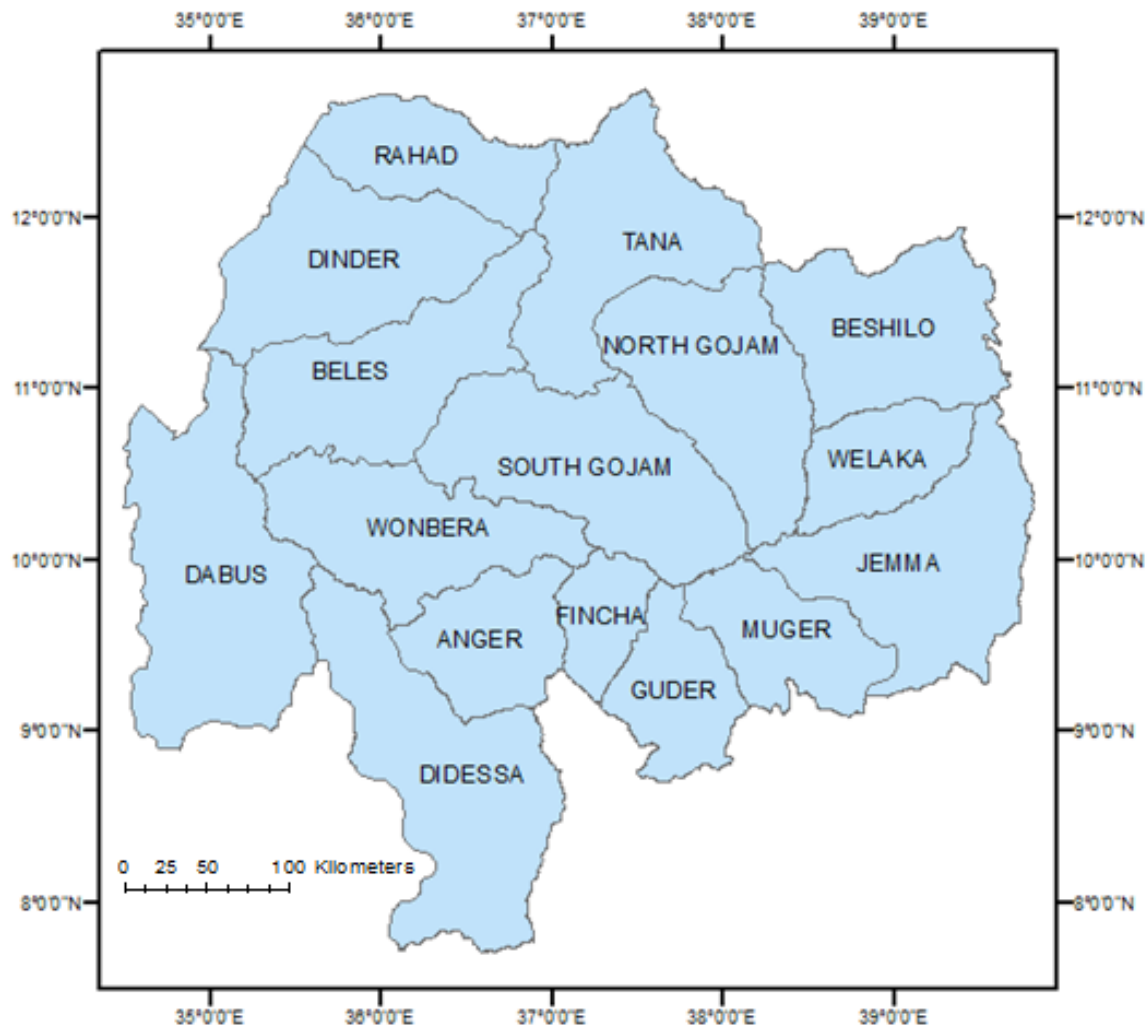 35°0'0"E 36°0'0"E 37°0'0"E 38°0'0"E 39°0'0"E
RAHAD
12°0'0"N 12°0'0"N
TANA
DINDER
BESHILO
NORTH GOJAM
BELES
11°0'0"N 11°0'0"N
WELAKA
SOUTH GOJAM
WONBERA
10°0'0"N 10°0'0"N
JEMMA
DABUS
FINCHA
MUGER
ANGER
GUDER
9°0'0"N 9°0'0"N
DIDESSA
0 25 50 100 Kilometers
8°0'0"N 8°0'0"N
35°0'0"E 36°0'0"E 37°0'0"E 38°0'0"E 39°0'0"E